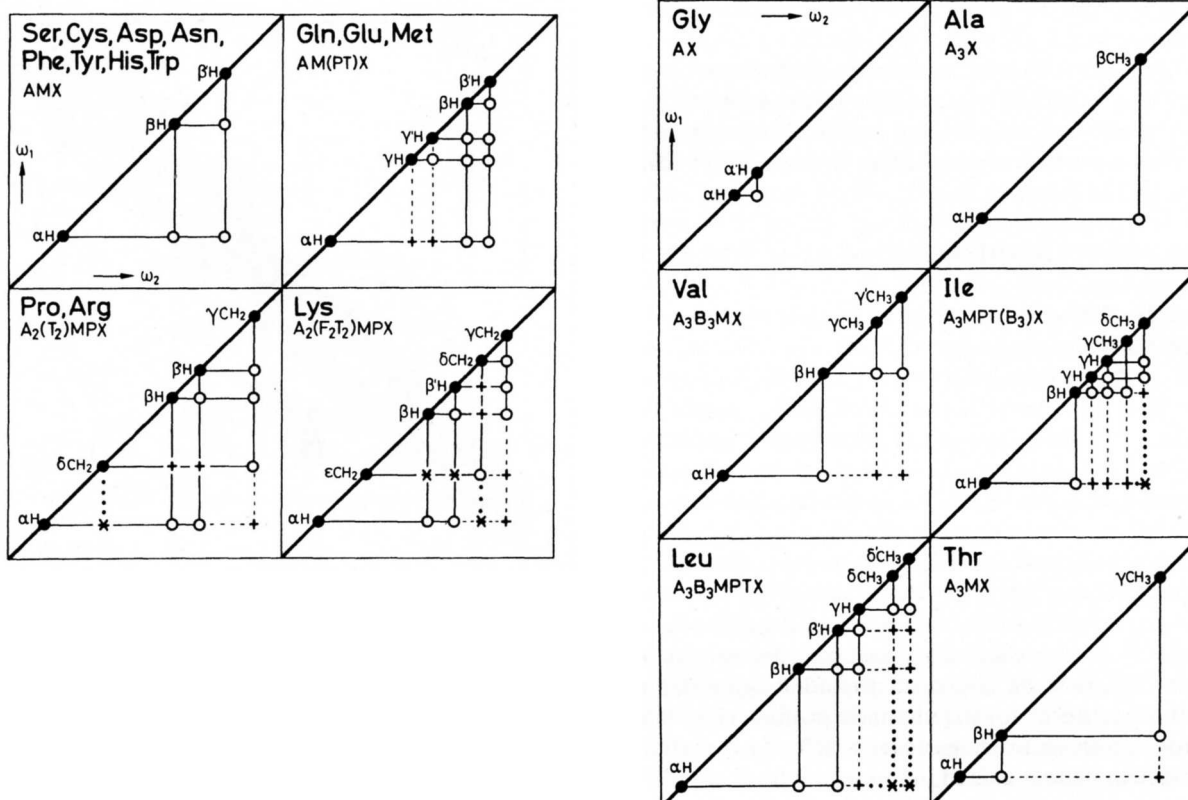 Ser, Cys, Asp, Asn,
Phe, Tyr, His, Trp
AMX
β'H
βH
αH
ω₁
ω₂
Gln, Glu, Met
AM(PT)X
β'H
βH
γ'H
γH
αH
Pro, Arg
A₂(T₂)MPX
γCH₂
β'H
βH
δCH₂
αH
Lys
A₂(F₂T₂)MPX
γCH₂
δCH₂
β'H
βH
εCH₂
αH
Gly
AX
ω₂
ω₁
α'H
αH
Ala
A₃X
βCH₃
αH
Val
A₃B₃MX
γ'CH₃
γCH₃
βH
αH
Ile
A₃MPT(B₃)X
δCH₃
γCH₃
γ'H
γH
βH
αH
Leu
A₃B₃MPTX
δ'CH₃
δCH₃
γH
β'H
βH
αH
Thr
A₃MX
γCH₃
βH
αH